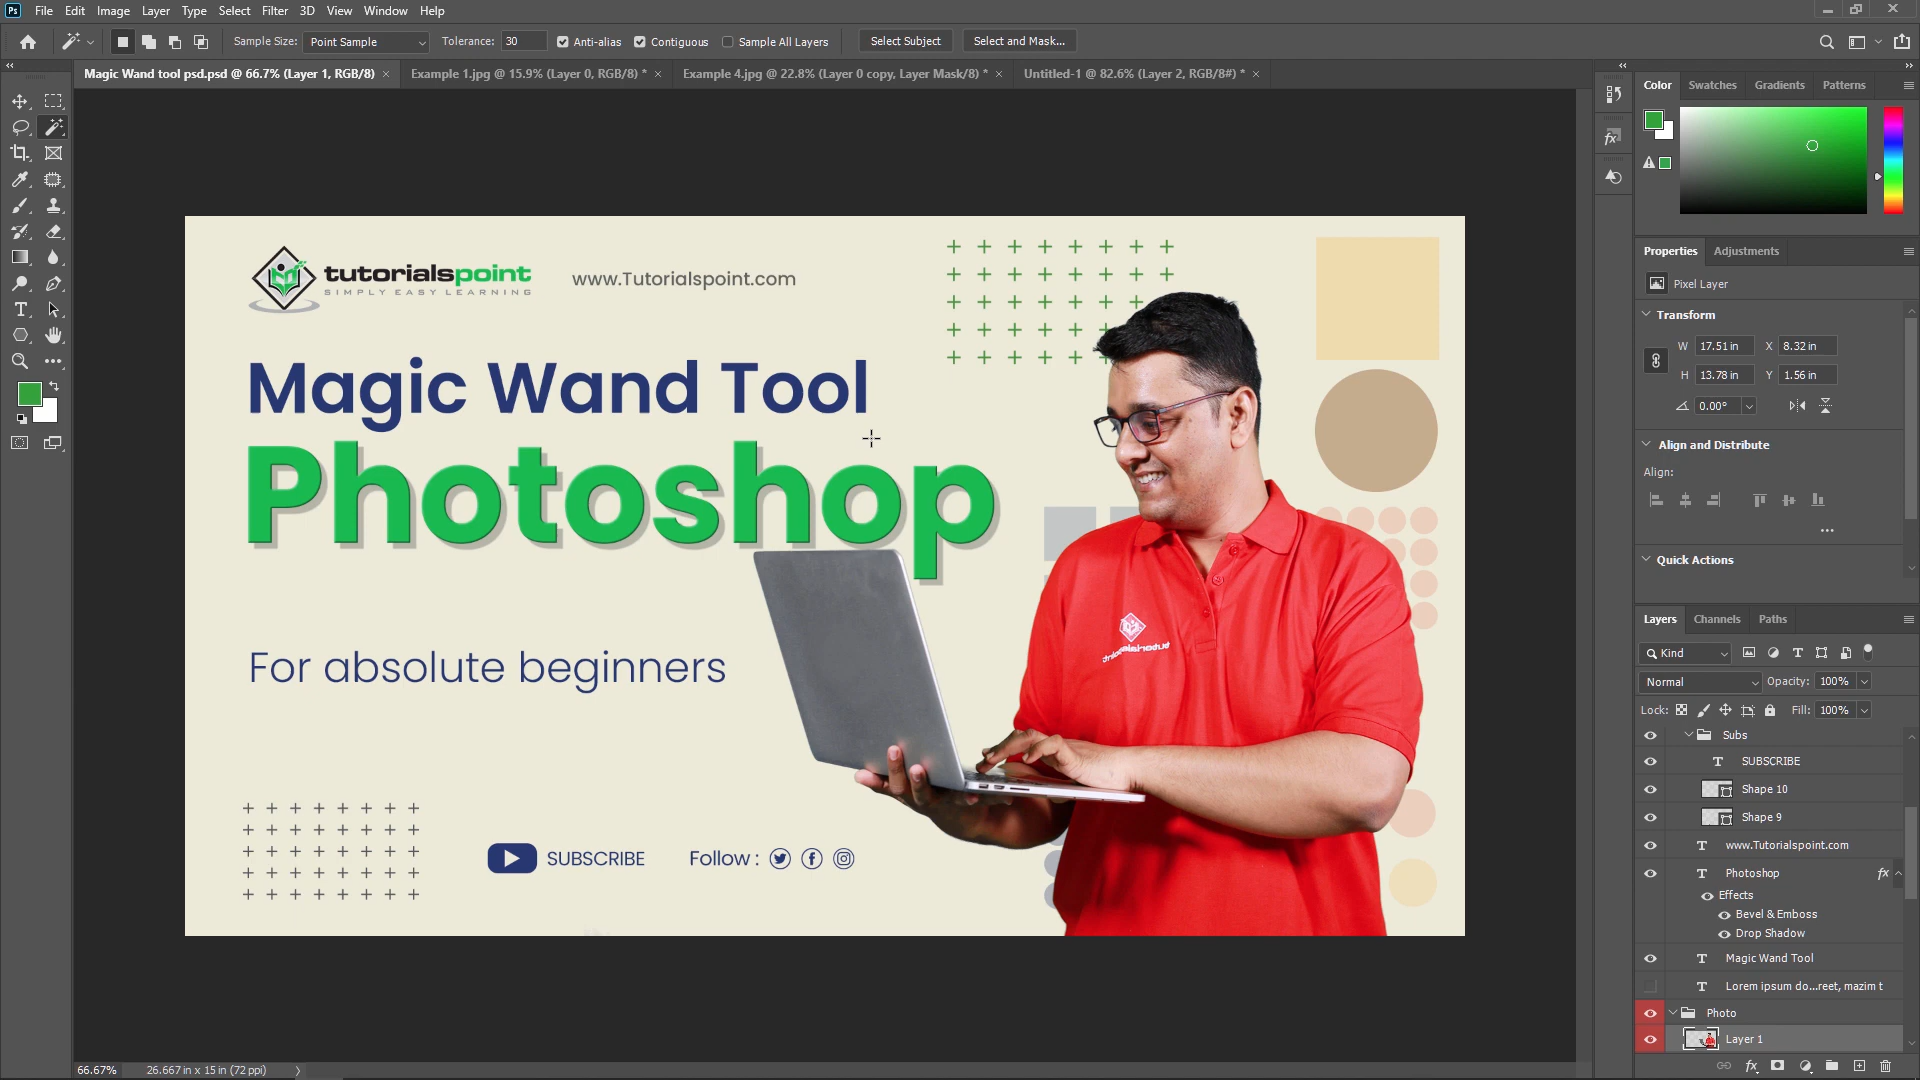 Ps File Edit Image Layer Type Select Filter 3D View Window Help
Sample Size: Point Sample Tolerance: 30 Anti-alias Contiguous Sample All Layers Select Subject Select and Mask...
Magic Wand tool psd.psd @ 66.7% (Layer 1, RGB/8) × Example 1.jpg @ 15.9% (Layer 0, RGB/8) * × Example 4.jpg @ 22.8% (Layer 0 copy, Layer Mask/8) * × Untitled-1 @ 82.6% (Layer 2, RGB/8#) * ×
Color Swatches Gradients Patterns
Properties Adjustments
Pixel Layer
Transform
W 17.51 in X 8.32 in
H 13.78 in Y 1.56 in
0.00°
Align and Distribute
Align:
Quick Actions
Layers Channels Paths
Kind
Normal Opacity: 100%
Lock: Fill: 100%
Subs
SUBSCRIBE
Shape 10
Shape 9
www.Tutorialspoint.com
Photoshop fx
Effects
Bevel & Emboss
Drop Shadow
Magic Wand Tool
Lorem ipsum do...reet, mazim t
Photo
Layer 1
tutorialspoint
SIMPLY EASY LEARNING
www.Tutorialspoint.com
Magic Wand Tool
Photoshop
For absolute beginners
SUBSCRIBE Follow :
66.67% 26.667 in x 15 in (72 ppi)